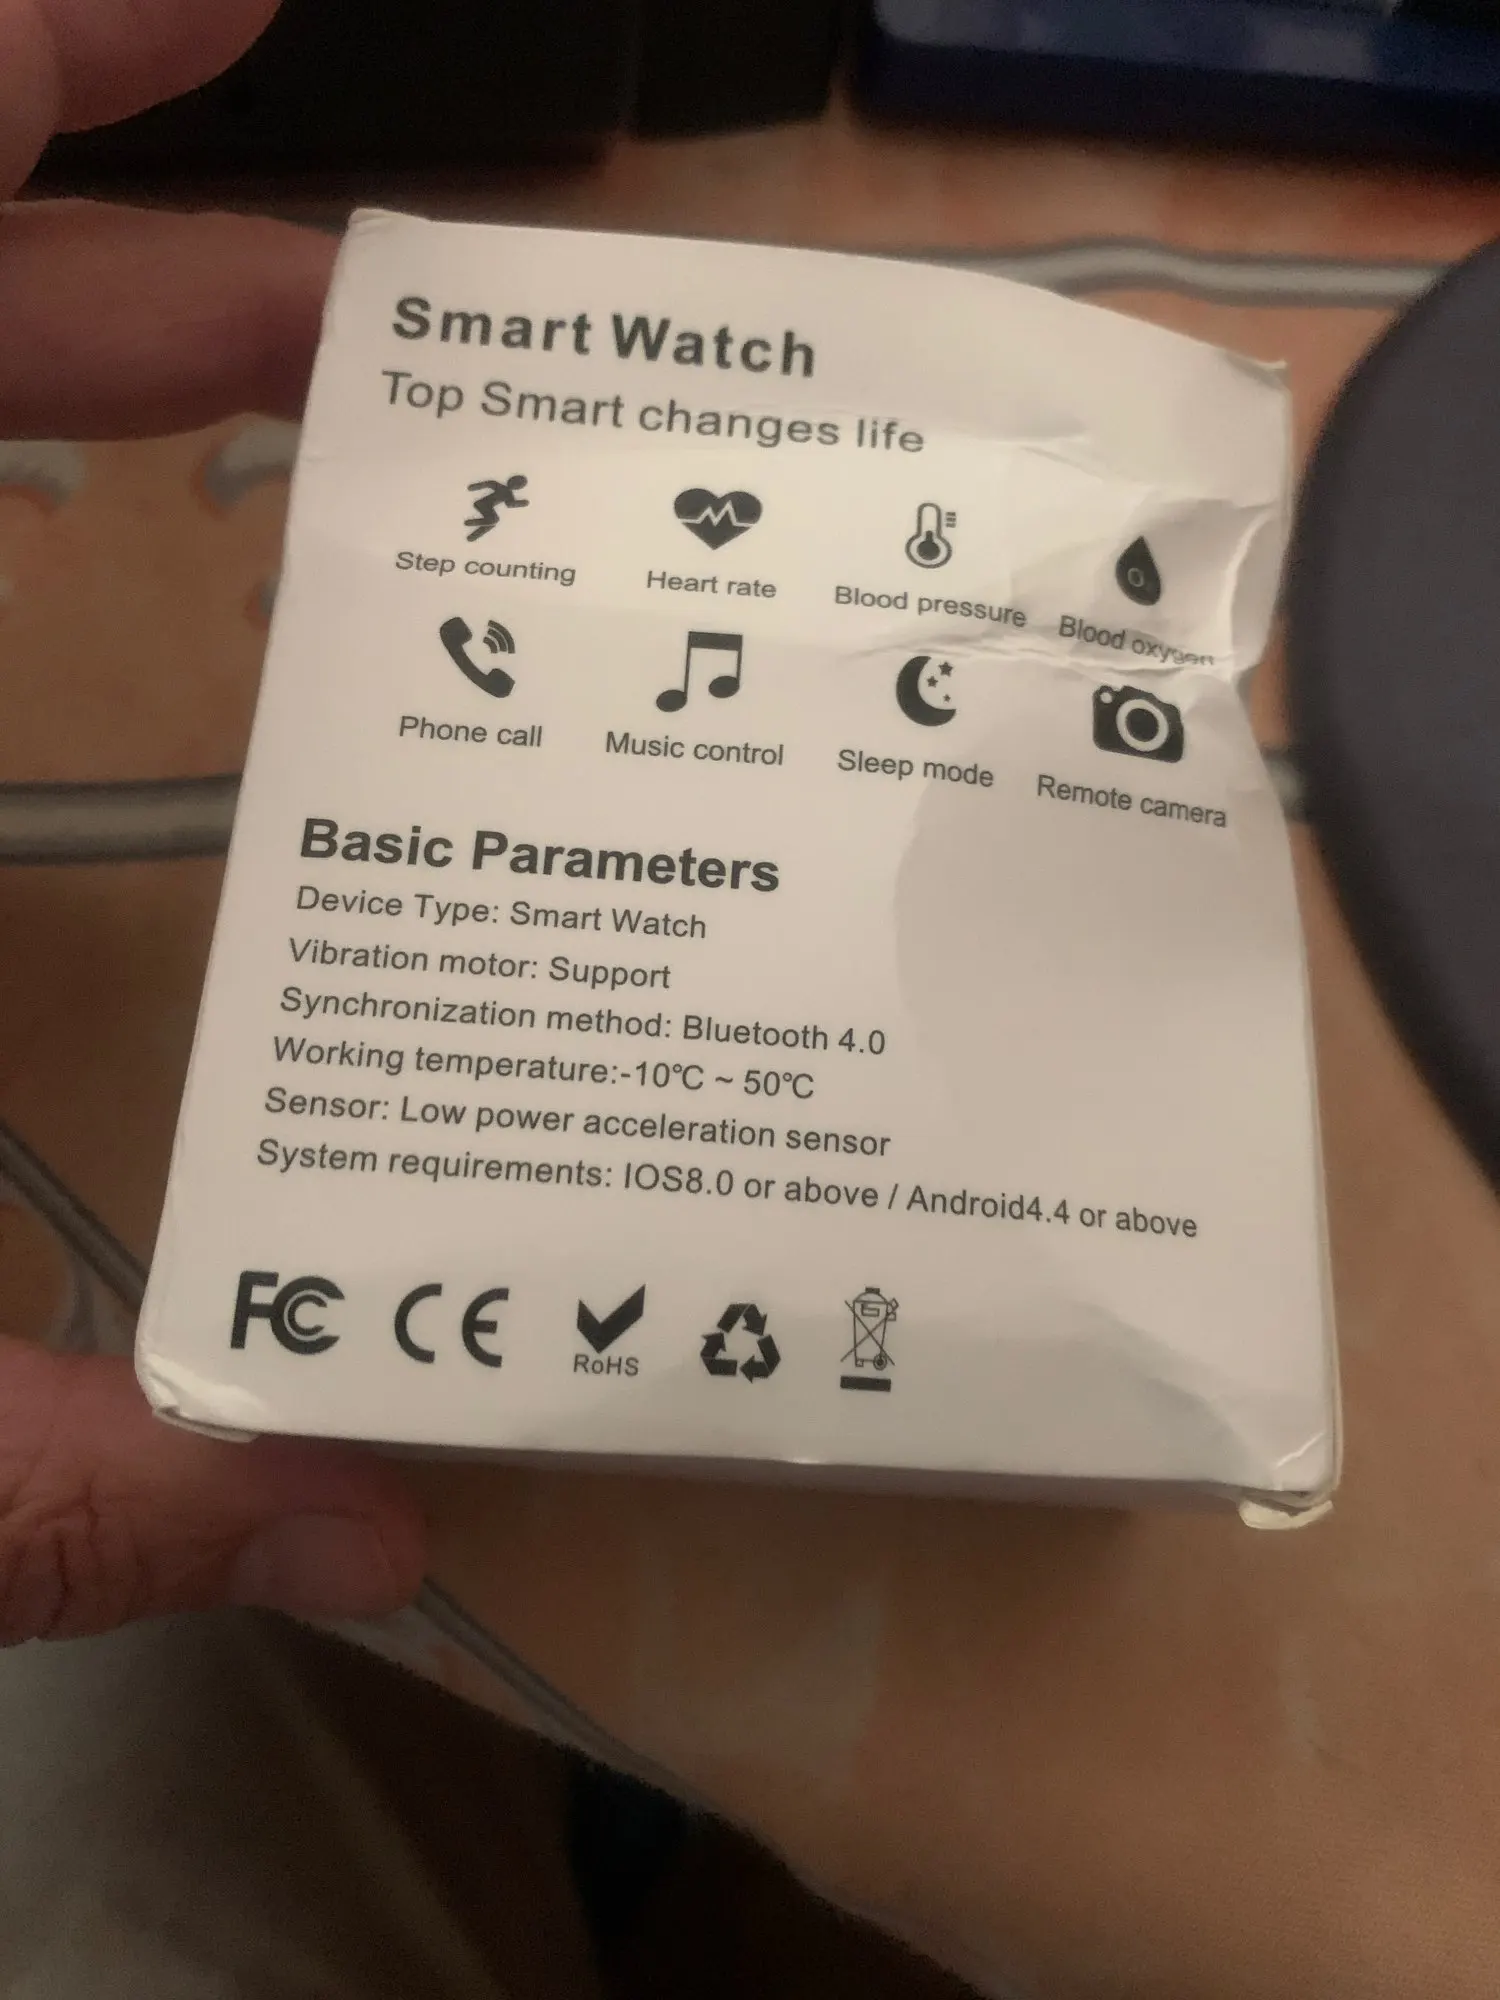 Smart Watch
Top Smart changes life
Step counting Heart rate Blood pressure Blood oxygen
Phone call Music control Sleep mode Remote camera
Basic Parameters
Device Type: Smart Watch
Vibration motor: Support
Synchronization method: Bluetooth 4.0
Working temperature:-10℃ ~ 50℃
Sensor: Low power acceleration sensor
System requirements: IOS8.0 or above / Android4.4 or above
FC CE RoHS